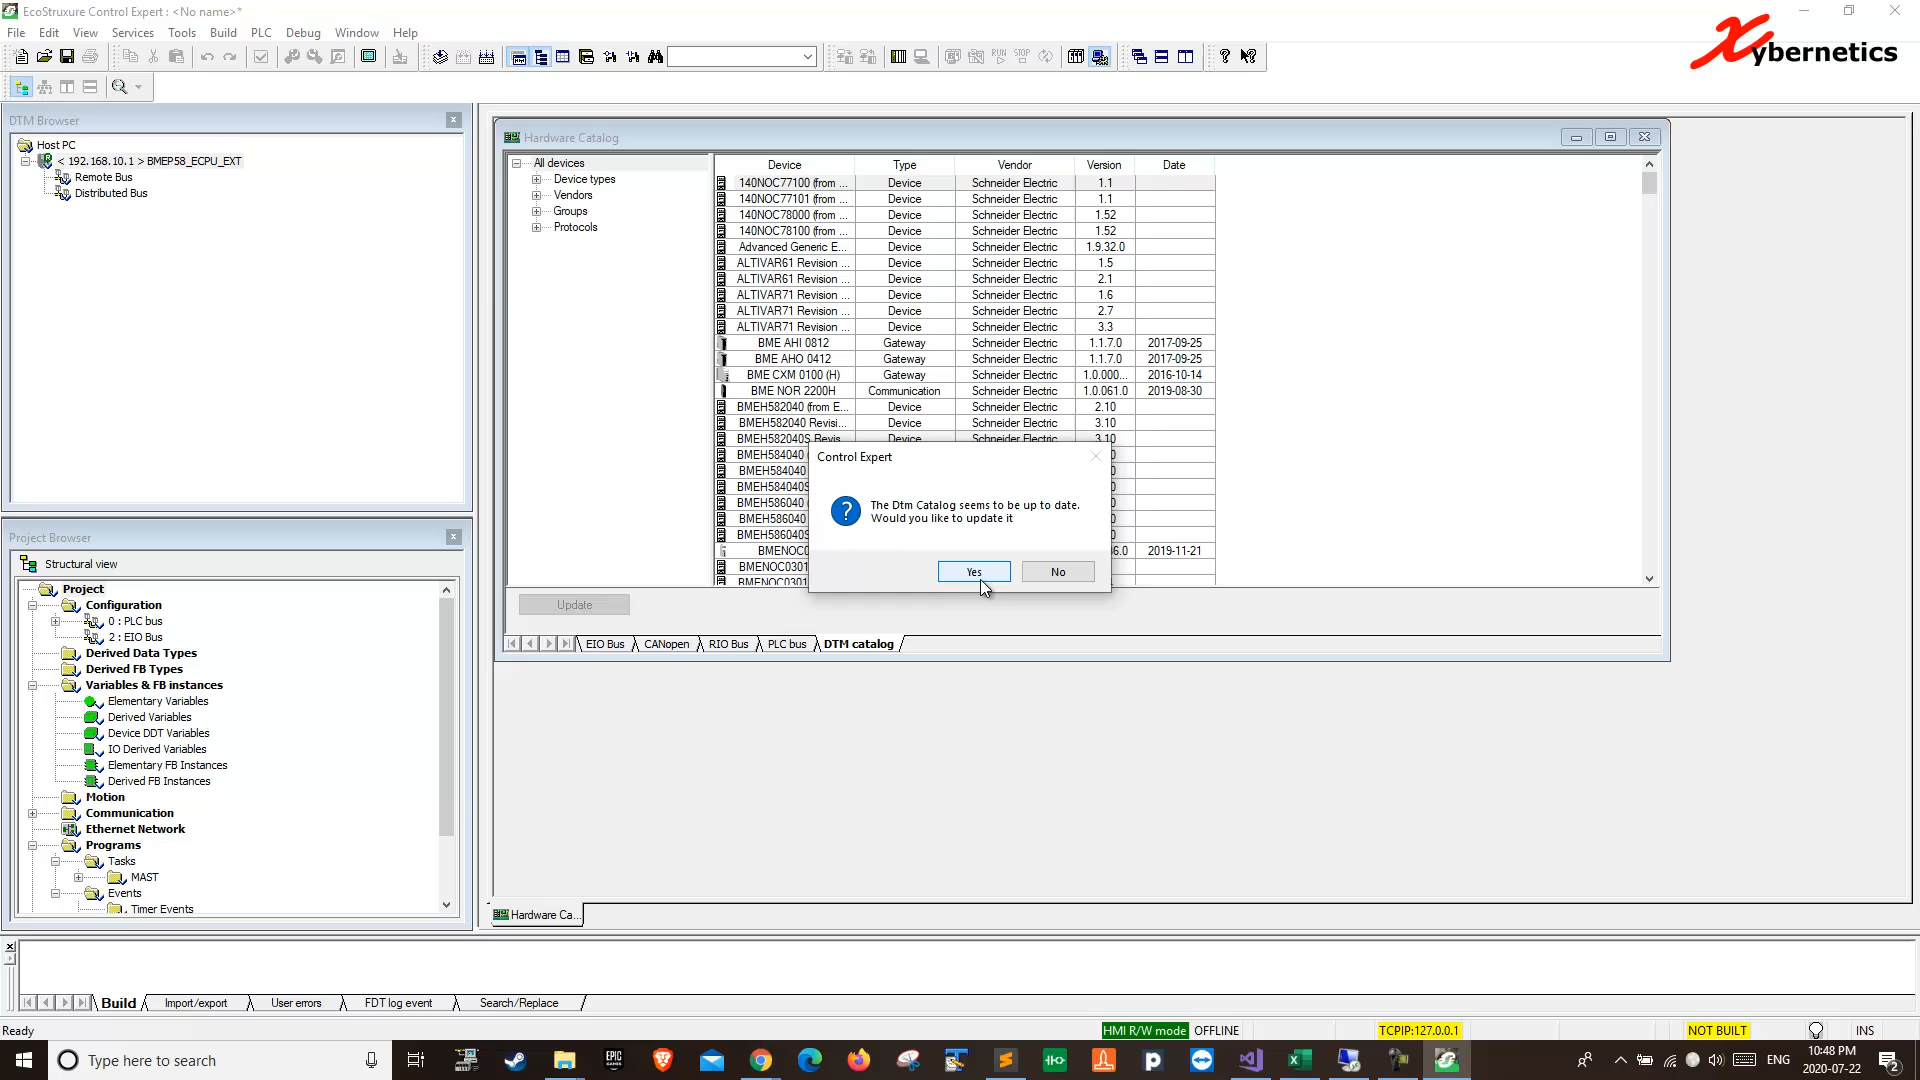 EcoStruxure Control Expert : <No name>*
File Edit View Services Tools Build PLC Debug Window Help
Xybernetics
DTM Browser
Host PC
< 192.168.10.1 > BMEP58_ECPU_EXT
Remote Bus
Distributed Bus
Hardware Catalog
All devices
Device types
Vendors
Groups
Protocols
Device Type Vendor Version Date
140NOC77100 (from ... Device Schneider Electric 1.1
140NOC77101 (from ... Device Schneider Electric 1.1
140NOC78000 (from ... Device Schneider Electric 1.52
140NOC78100 (from ... Device Schneider Electric 1.52
Advanced Generic E... Device Schneider Electric 1.9.32.0
ALTIVAR61 Revision ... Device Schneider Electric 1.5
ALTIVAR61 Revision ... Device Schneider Electric 2.1
ALTIVAR71 Revision ... Device Schneider Electric 1.6
ALTIVAR71 Revision ... Device Schneider Electric 2.7
ALTIVAR71 Revision ... Device Schneider Electric 3.3
BME AHI 0812 Gateway Schneider Electric 1.1.7.0 2017-09-25
BME AHO 0412 Gateway Schneider Electric 1.1.7.0 2017-09-25
BME CXM 0100 (H) Gateway Schneider Electric 1.0.000... 2016-10-14
BME NOR 2200H Communication Schneider Electric 1.0.061.0 2019-08-30
BMEH582040 (from E... Device Schneider Electric 2.10
BMEH582040 Revisi... Device Schneider Electric 3.10
BMEH582040S Revis... Device Schneider Electric 3.10
BMEH584040
BMEH584040
BMEH584040S
BMEH586040
BMEH586040
BMEH586040S
BMENOC0 6.0 2019-11-21
BMENOC0301
BMENOC0301
Control Expert
The Dtm Catalog seems to be up to date.
Would you like to update it
Yes No
Update
EIO Bus CANopen RIO Bus PLC bus DTM catalog
Project Browser
Structural view
Project
Configuration
0 : PLC bus
2 : EIO Bus
Derived Data Types
Derived FB Types
Variables & FB instances
Elementary Variables
Derived Variables
Device DDT Variables
IO Derived Variables
Elementary FB Instances
Derived FB Instances
Motion
Communication
Ethernet Network
Programs
Tasks
MAST
Events
Timer Events
Hardware Ca...
Build Import/export User errors FDT log event Search/Replace
Ready HMI R/W mode OFFLINE TCPIP:127.0.0.1 NOT BUILT INS
Type here to search
ENG
10:48 PM
2020-07-22
2